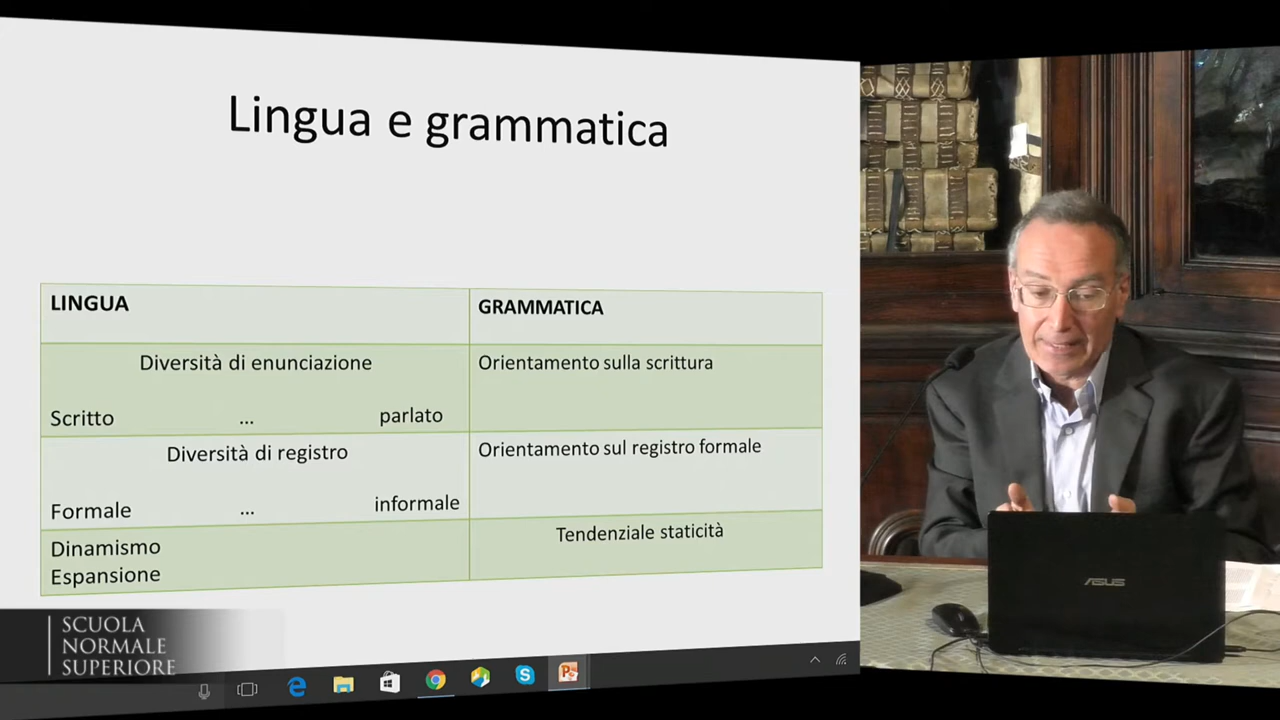 Lingua e grammatica
LINGUA
GRAMMATICA
Diversità di enunciazione
Scritto ... parlato
Orientamento sulla scrittura
Diversità di registro
Formale ... informale
Orientamento sul registro formale
Dinamismo
Espansione
Tendenziale staticità
SCUOLA
NORMALE
SUPERIORE
ASUS